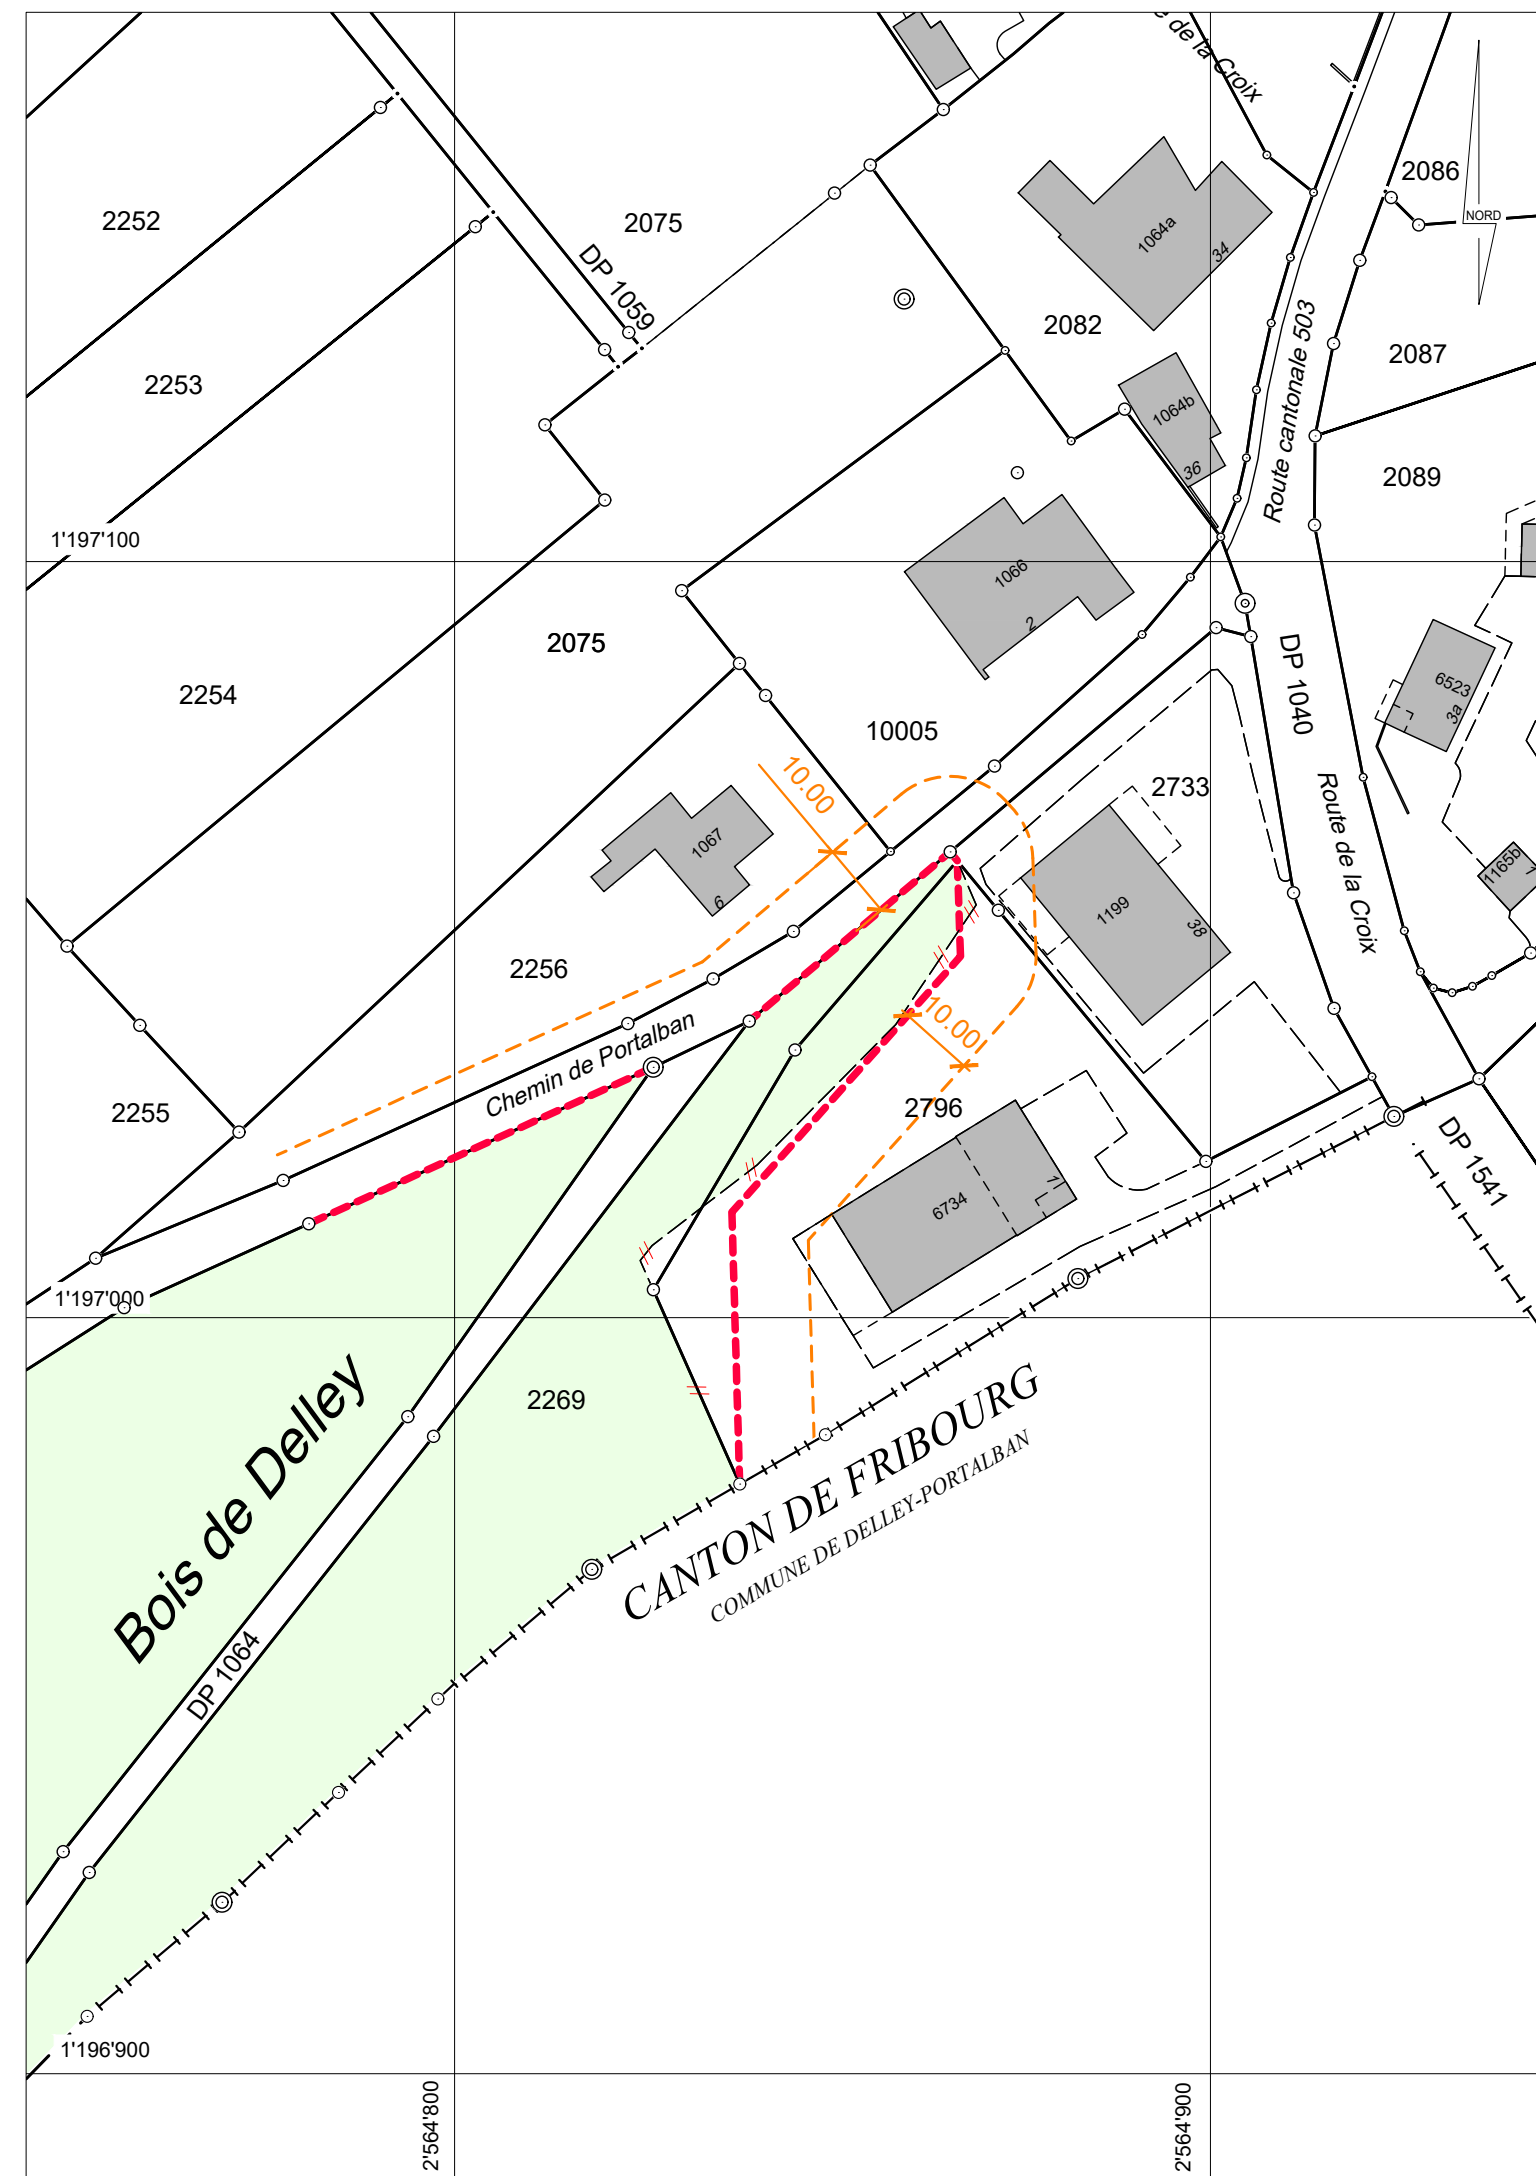 e de la Croix
2086
NORD
2252
2075
DP 1059
1064a
34
2082
2087
2253
Route cantonale 503
1064b
36
2089
1'197'100
1066
2
2075
2254
DP 1040
6523
3a
10005
10.00
2733
Route de la Croix
1067
6
1165b
1199
38
2256
10.00
Chemin de Portalban
2255
2796
DP 1541
6734
1
1'197'000
Bois de Delley
2269
CANTON DE FRIBOURG
COMMUNE DE DELLEY-PORTALBAN
DP 1064
1'196'900
2'564'800
2'564'900